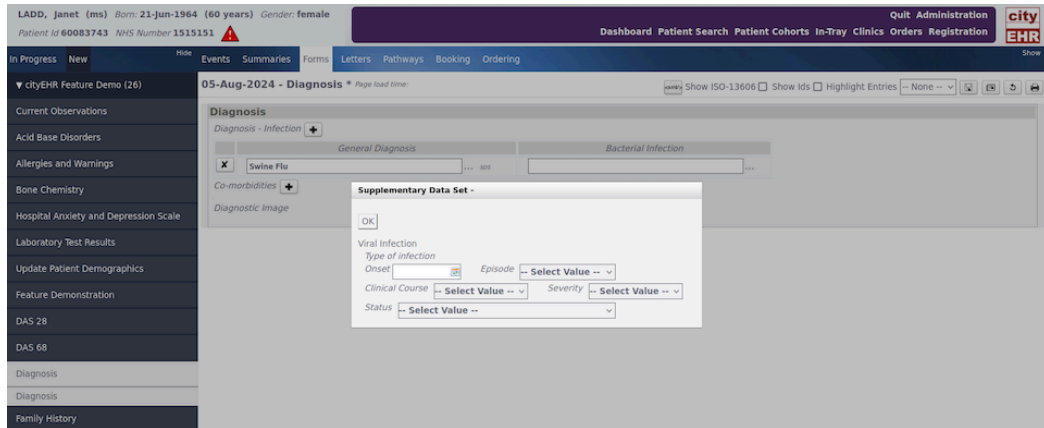 LADD, Janet (ms) Born: 21-Jun-1964 (60 years) Gender: female
Patient Id 60083743 NHS Number 1515151
Quit Administration
Dashboard Patient Search Patient Cohorts In-Tray Clinics Orders Registration
city
EHR
In Progress New Hide
Events Summaries Forms Letters Pathways Booking Ordering Show
▼ cityEHR Feature Demo (26)
Current Observations
Acid Base Disorders
Allergies and Warnings
Bone Chemistry
Hospital Anxiety and Depression Scale
Laboratory Test Results
Update Patient Demographics
Feature Demonstration
DAS 28
DAS 68
Diagnosis
Diagnosis
Family History
05-Aug-2024 - Diagnosis * Page load time:
Show ISO-13606 Show Ids Highlight Entries -- None --
Diagnosis
Diagnosis - Infection
General Diagnosis Bacterial Infection
Swine Flu ... ...
Co-morbidities
Diagnostic Image
Supplementary Data Set -
OK
Viral Infection
Type of infection
Onset Episode -- Select Value --
Clinical Course -- Select Value -- Severity -- Select Value --
Status -- Select Value --